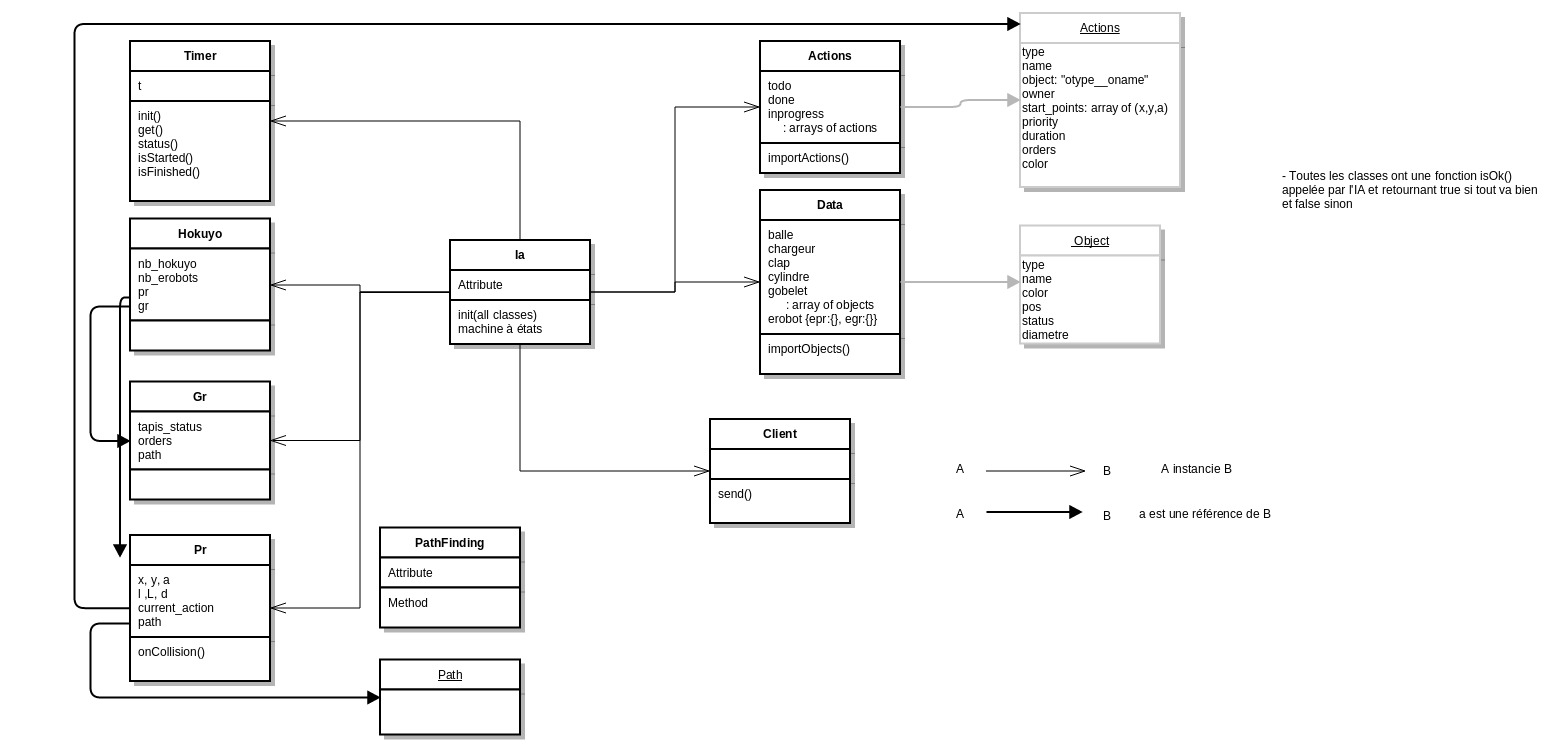 Timer
t
init()
get()
status()
isStarted()
isFinished()
Hokuyo
nb_hokuyo
nb_erobots
pr
gr
Gr
tapis_status
orders
path
Pr
x, y, a
l ,L, d
current_action
path
onCollision()
Ia
Attribute
init(all classes)
machine à états
PathFinding
Attribute
Method
Path
Actions
todo
done
inprogress
: arrays of actions
importActions()
Data
balle
chargeur
clap
cylindre
gobelet
: array of objects
erobot {epr:{}, egr:{}}
importObjects()
Client
send()
Actions
type
name
object: "otype__oname"
owner
start_points: array of (x,y,a)
priority
duration
orders
color
Object
type
name
color
pos
status
diametre
- Toutes les classes ont une fonction isOk()
appelée par l'IA et retournant true si tout va bien
et false sinon
A B A instancie B
A B a est une référence de B